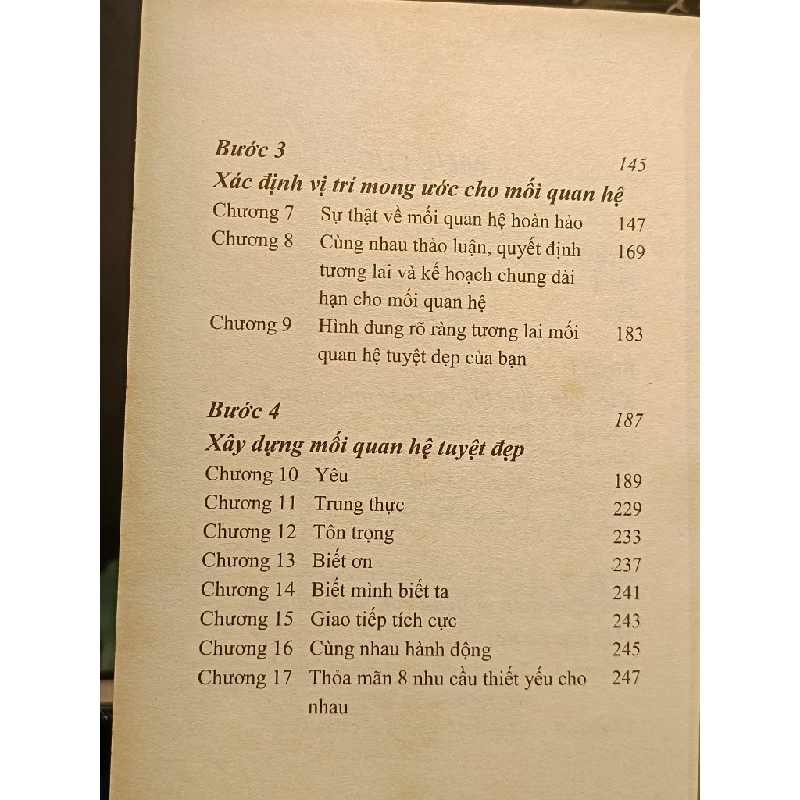 Bước 3 145
Xác định vị trí mong ước cho mối quan hệ
Chương 7 Sự thật về mối quan hệ hoàn hảo 147
Chương 8 Cùng nhau thảo luận, quyết định 169
tương lai và kế hoạch chung dài
hạn cho mối quan hệ
Chương 9 Hình dung rõ ràng tương lai mối 183
quan hệ tuyệt đẹp của bạn
Bước 4 187
Xây dựng mối quan hệ tuyệt đẹp
Chương 10 Yêu 189
Chương 11 Trung thực 229
Chương 12 Tôn trọng 233
Chương 13 Biết ơn 237
Chương 14 Biết mình biết ta 241
Chương 15 Giao tiếp tích cực 243
Chương 16 Cùng nhau hành động 245
Chương 17 Thỏa mãn 8 nhu cầu thiết yếu cho 247
nhau